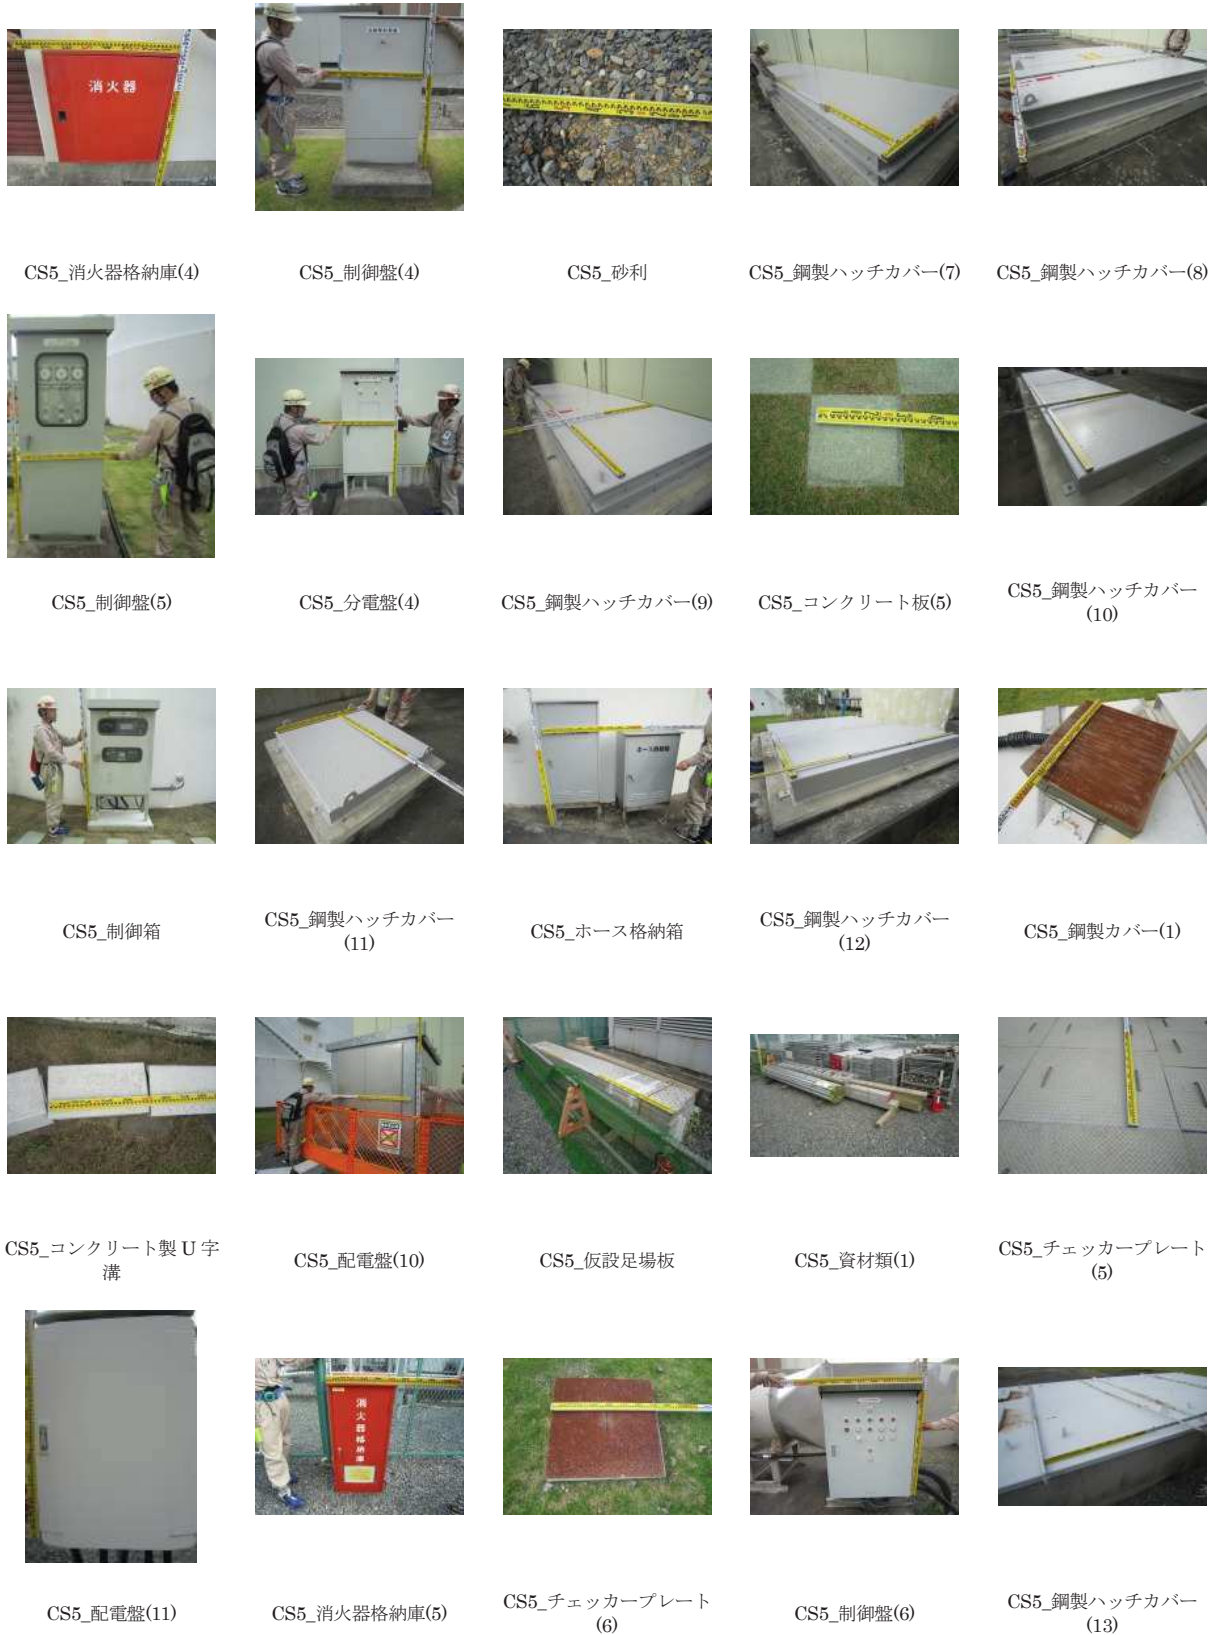 消火器
CS5_消火器格納庫(4)
CS5_制御盤(4)
CS5_砂利
CS5_鋼製ハッチカバー(7)
CS5_鋼製ハッチカバー(8)
CS5_制御盤(5)
CS5_分電盤(4)
CS5_鋼製ハッチカバー(9)
CS5_コンクリート板(5)
CS5_鋼製ハッチカバー
(10)
ホース格納箱
CS5_制御箱
CS5_鋼製ハッチカバー
(11)
CS5_ホース格納箱
CS5_鋼製ハッチカバー
(12)
CS5_鋼製カバー(1)
CS5_コンクリート製 U 字
溝
CS5_配電盤(10)
CS5_仮設足場板
CS5_資材類(1)
CS5_チェッカープレート
(5)
消火器格納庫
CS5_配電盤(11)
CS5_消火器格納庫(5)
CS5_チェッカープレート
(6)
CS5_制御盤(6)
CS5_鋼製ハッチカバー
(13)